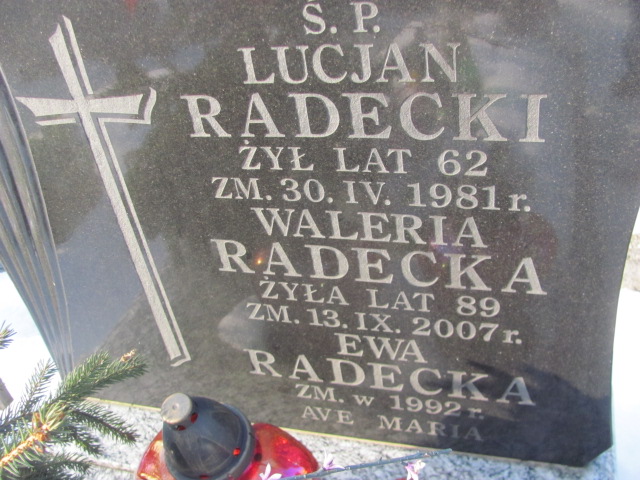 Ś. P.
LUCJAN
RADECKI
ŻYŁ LAT 62
ZM. 30. IV. 1981 r.
WALERIA
RADECKA
ŻYŁA LAT 89
ZM. 13. IX. 2007 r.
EWA
RADECKA
ZM. w 1992 r.
AVE MARIA